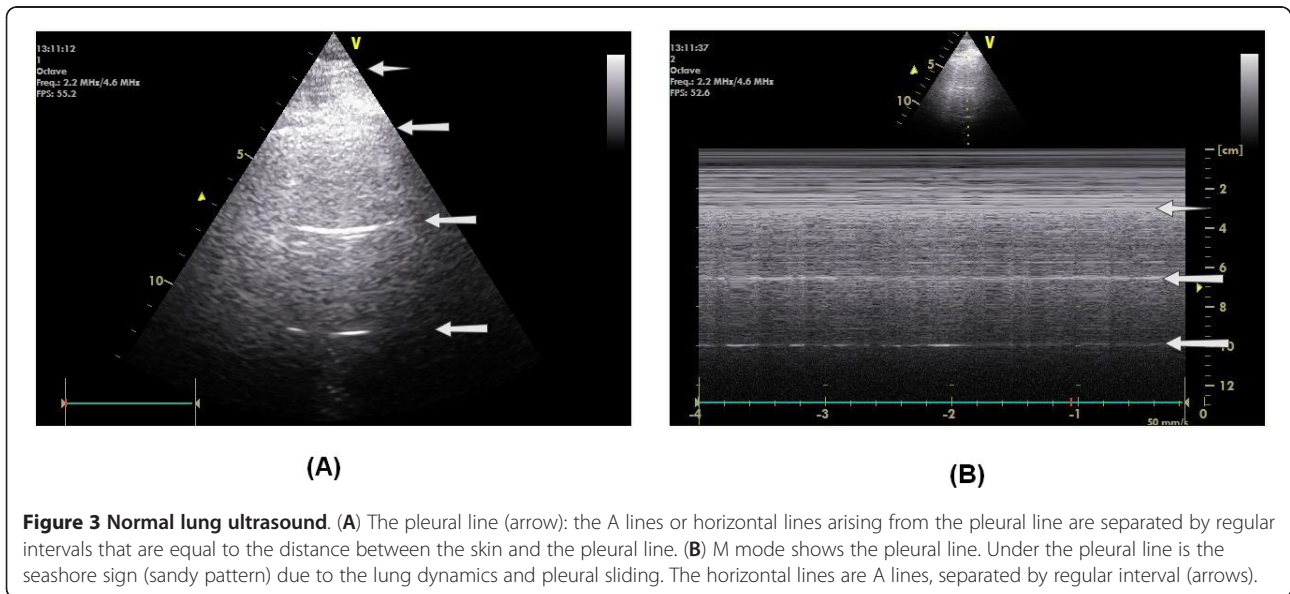 13:11:12
1
Octave
Freq.: 2.2 MHz/4.6 MHz
FPS: 55.2
V
5
10
(A)
13:11:37
2
Octave
Freq.: 2.2 MHz/4.6 MHz
FPS: 52.6
V
5
10
[cm]
2
4
6
8
10
12
-4 -3 -2 -1 0
50 mm/s
(B)
Figure 3 Normal lung ultrasound. (A) The pleural line (arrow): the A lines or horizontal lines arising from the pleural line are separated by regular
intervals that are equal to the distance between the skin and the pleural line. (B) M mode shows the pleural line. Under the pleural line is the
seashore sign (sandy pattern) due to the lung dynamics and pleural sliding. The horizontal lines are A lines, separated by regular interval (arrows).